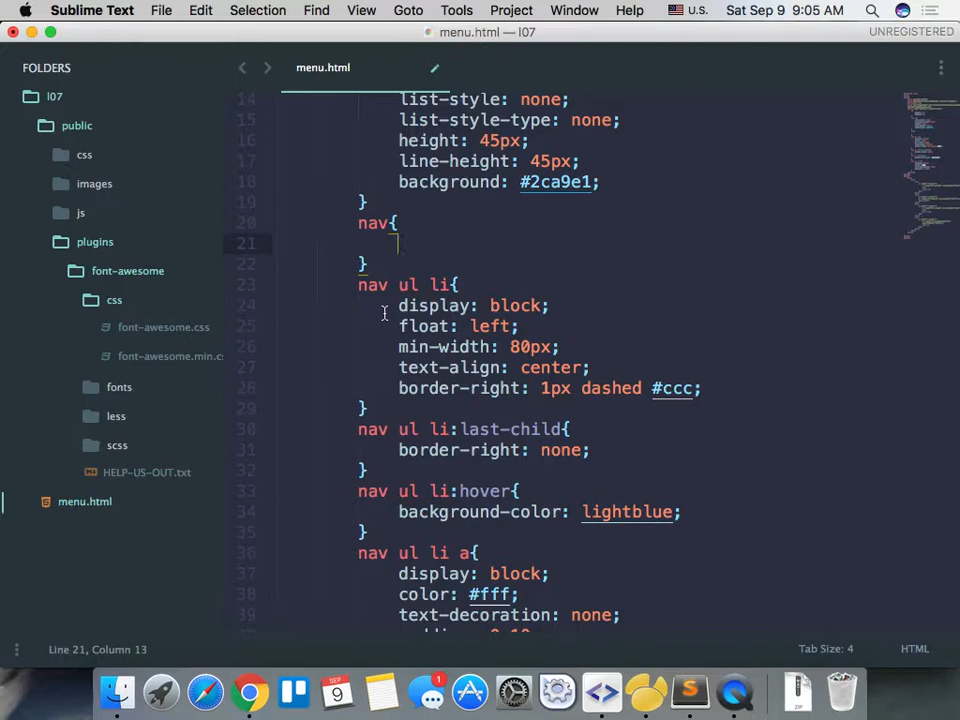 Sublime Text File Edit Selection Find View Goto Tools Project Window Help U.S. Sat Sep 9 9:05 AM
menu.html — l07 UNREGISTERED
FOLDERS
l07
public
css
images
js
plugins
font-awesome
css
font-awesome.css
font-awesome.min.cs
fonts
less
scss
HELP-US-OUT.txt
menu.html
menu.html
14 list-style: none;
15 list-style-type: none;
16 height: 45px;
17 line-height: 45px;
18 background: #2ca9e1;
19 }
20 nav{
21
22 }
23 nav ul li{
24 display: block;
25 float: left;
26 min-width: 80px;
27 text-align: center;
28 border-right: 1px dashed #ccc;
29 }
30 nav ul li:last-child{
31 border-right: none;
32 }
33 nav ul li:hover{
34 background-color: lightblue;
35 }
36 nav ul li a{
37 display: block;
38 color: #fff;
39 text-decoration: none;
Line 21, Column 13 Tab Size: 4 HTML
SEP
9
1
ZIP